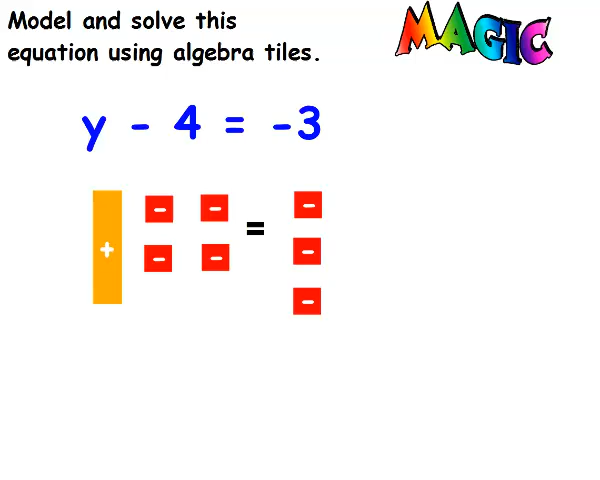 Model and solve this
MAGIC
equation using algebra tiles.
y - 4 = -3
+ - - = -
- - -
-